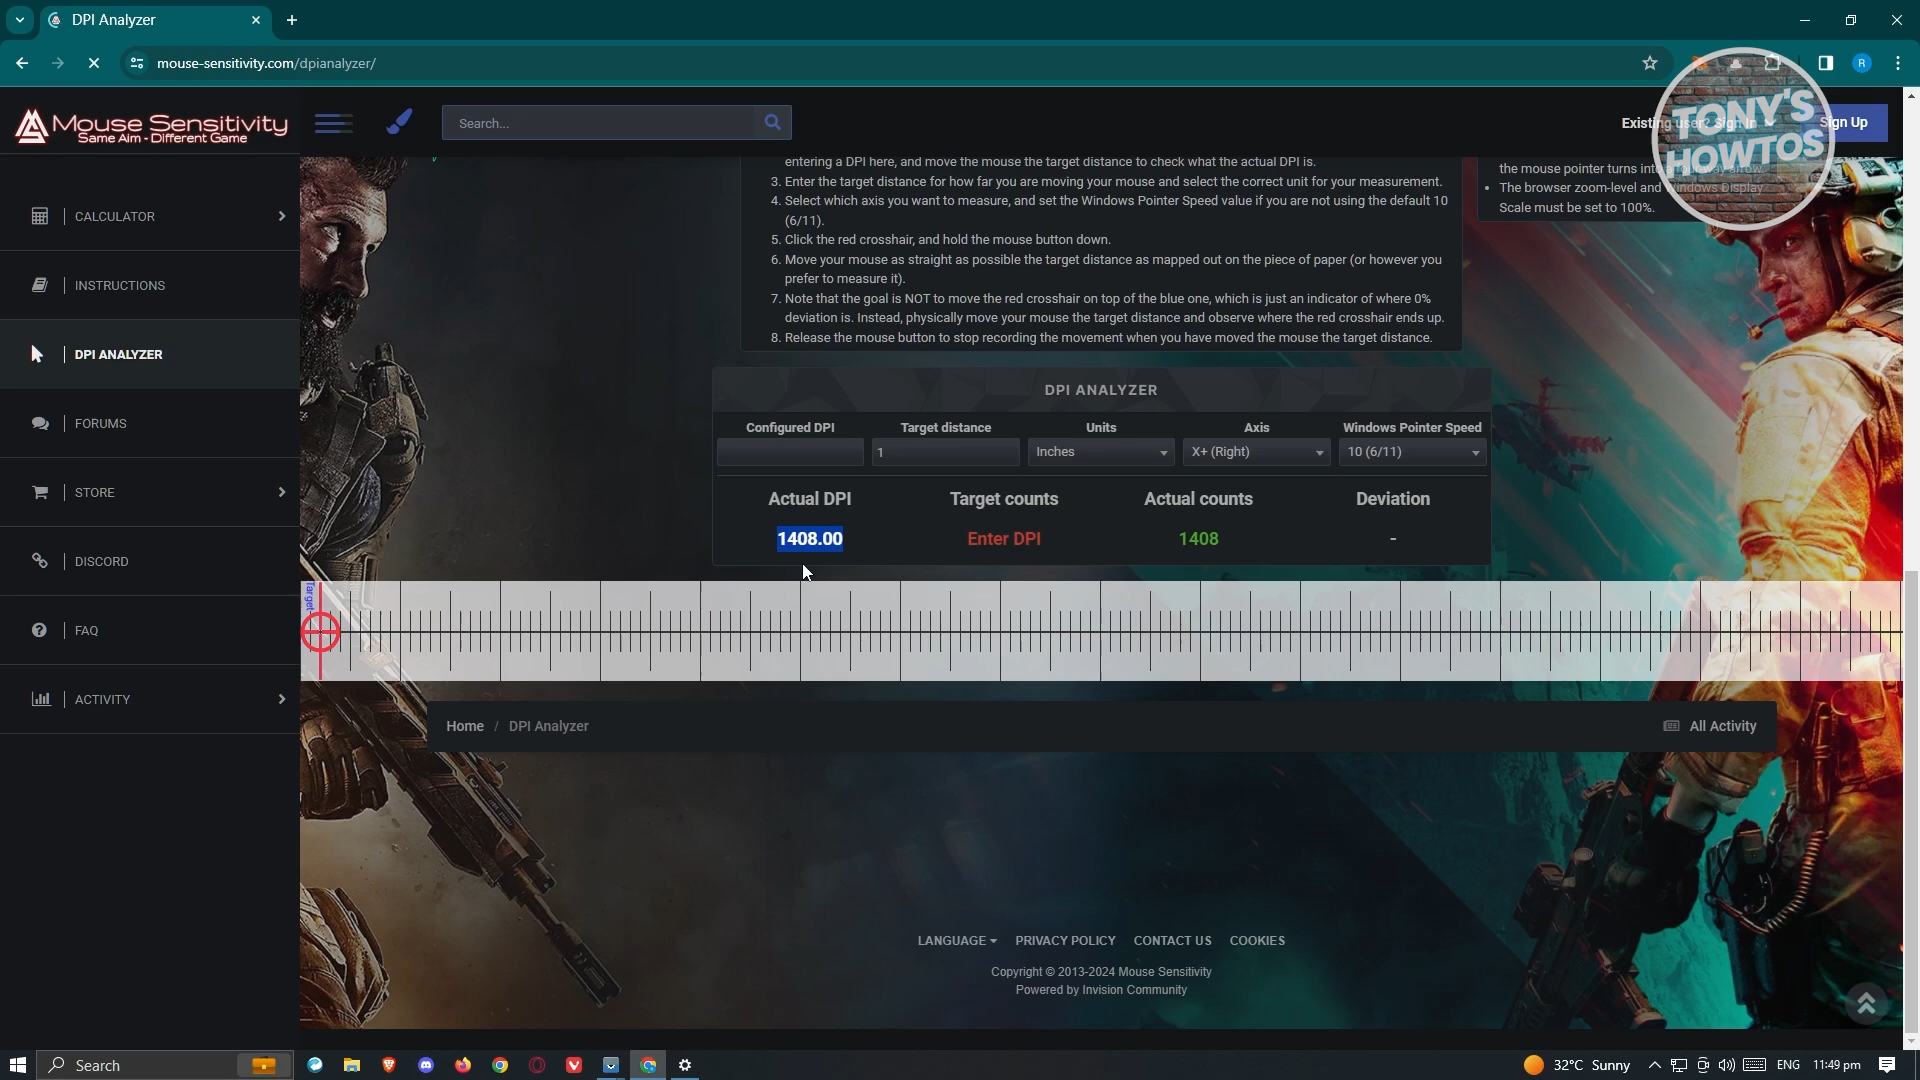 DPI Analyzer
mouse-sensitivity.com/dpianalyzer/
R
Mouse Sensitivity
Same Aim - Different Game
Search...
Existing user? Sign In
Sign Up
TONY'S
HOWTOS
CALCULATOR
INSTRUCTIONS
DPI ANALYZER
FORUMS
STORE
DISCORD
FAQ
ACTIVITY
entering a DPI here, and move the mouse the target distance to check what the actual DPI is.
3. Enter the target distance for how far you are moving your mouse and select the correct unit for your measurement.
4. Select which axis you want to measure, and set the Windows Pointer Speed value if you are not using the default 10
(6/11).
5. Click the red crosshair, and hold the mouse button down.
6. Move your mouse as straight as possible the target distance as mapped out on the piece of paper (or however you
prefer to measure it).
7. Note that the goal is NOT to move the red crosshair on top of the blue one, which is just an indicator of where 0%
deviation is. Instead, physically move your mouse the target distance and observe where the red crosshair ends up.
8. Release the mouse button to stop recording the movement when you have moved the mouse the target distance.
the mouse pointer turns into
• The browser zoom-level and Windows Display
Scale must be set to 100%.
DPI ANALYZER
Configured DPI Target distance Units Axis Windows Pointer Speed
1 Inches X+ (Right) 10 (6/11)
Actual DPI Target counts Actual counts Deviation
1408.00 Enter DPI 1408 -
Target
Home / DPI Analyzer
All Activity
LANGUAGE PRIVACY POLICY CONTACT US COOKIES
Copyright © 2013-2024 Mouse Sensitivity
Powered by Invision Community
Search
32°C Sunny
ENG
11:49 pm